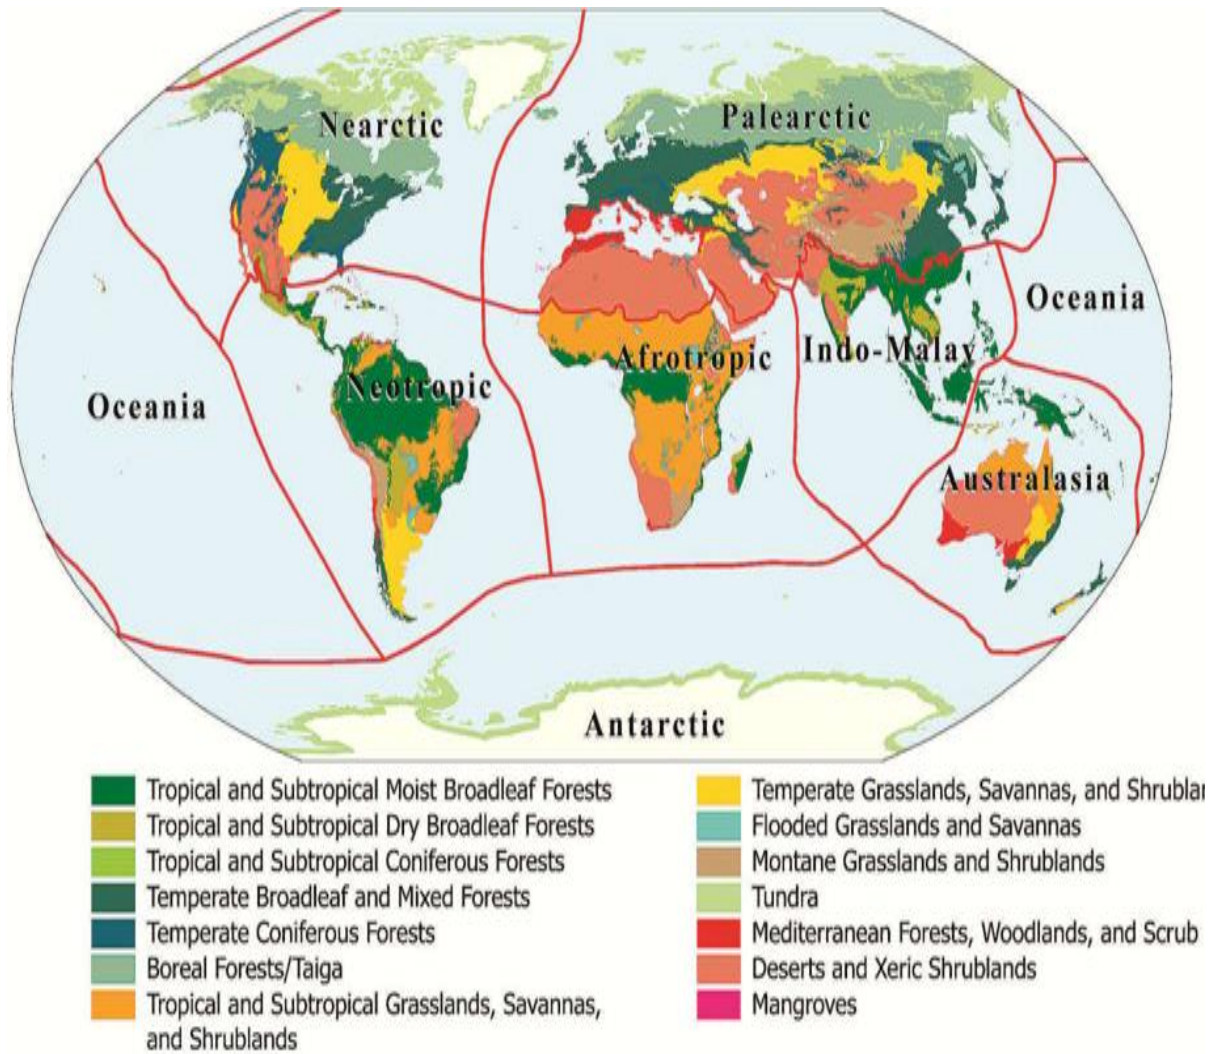 Nearctic
Palearctic
Oceania
Afrotropic
Indo-Malay
Neotropic
Oceania
Australasia
Antarctic
Tropical and Subtropical Moist Broadleaf Forests
Tropical and Subtropical Dry Broadleaf Forests
Tropical and Subtropical Coniferous Forests
Temperate Broadleaf and Mixed Forests
Temperate Coniferous Forests
Boreal Forests/Taiga
Tropical and Subtropical Grasslands, Savannas,
and Shrublands
Temperate Grasslands, Savannas, and Shrublan
Flooded Grasslands and Savannas
Montane Grasslands and Shrublands
Tundra
Mediterranean Forests, Woodlands, and Scrub
Deserts and Xeric Shrublands
Mangroves